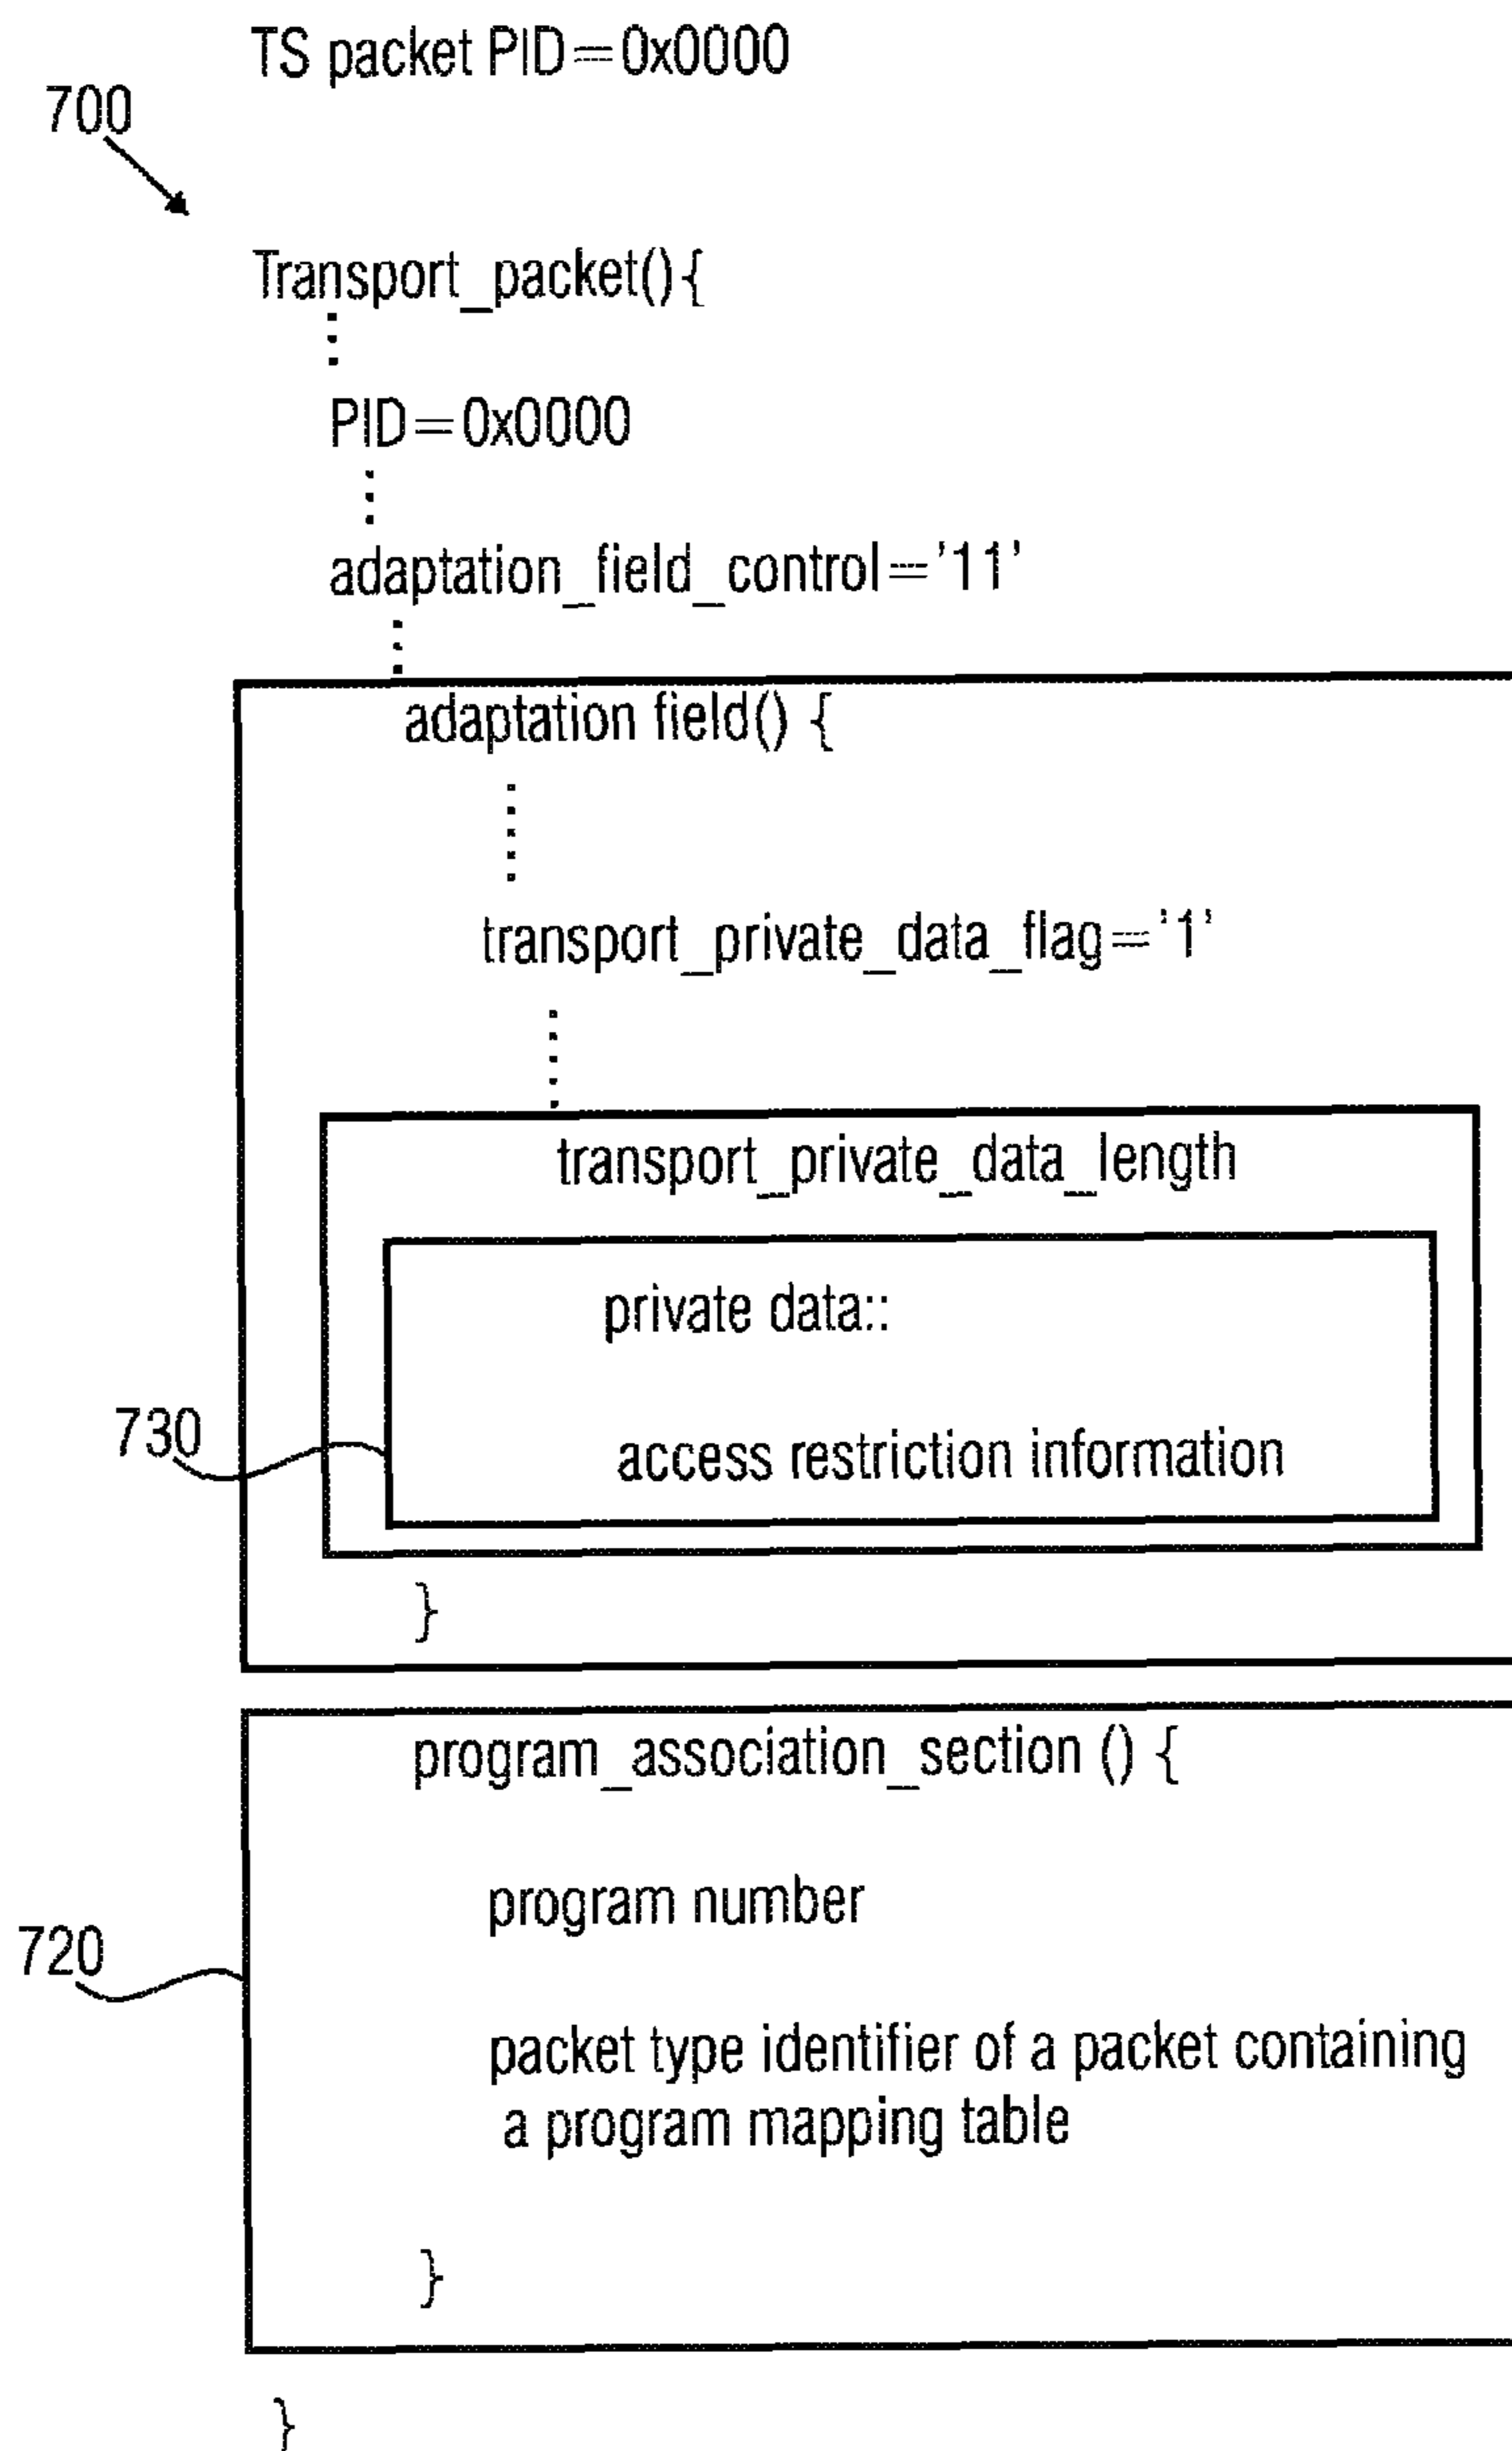 TS packet PID=0x0000
700
Transport_packet(){
PID=0x0000
adaptation_field_control='11'
adaptation field() {
transport_private_data_flag='1'
transport_private_data_length
private data::
730
access restriction information
}
program_association_section () {
program number
720
packet type identifier of a packet containing
a program mapping table
}
}